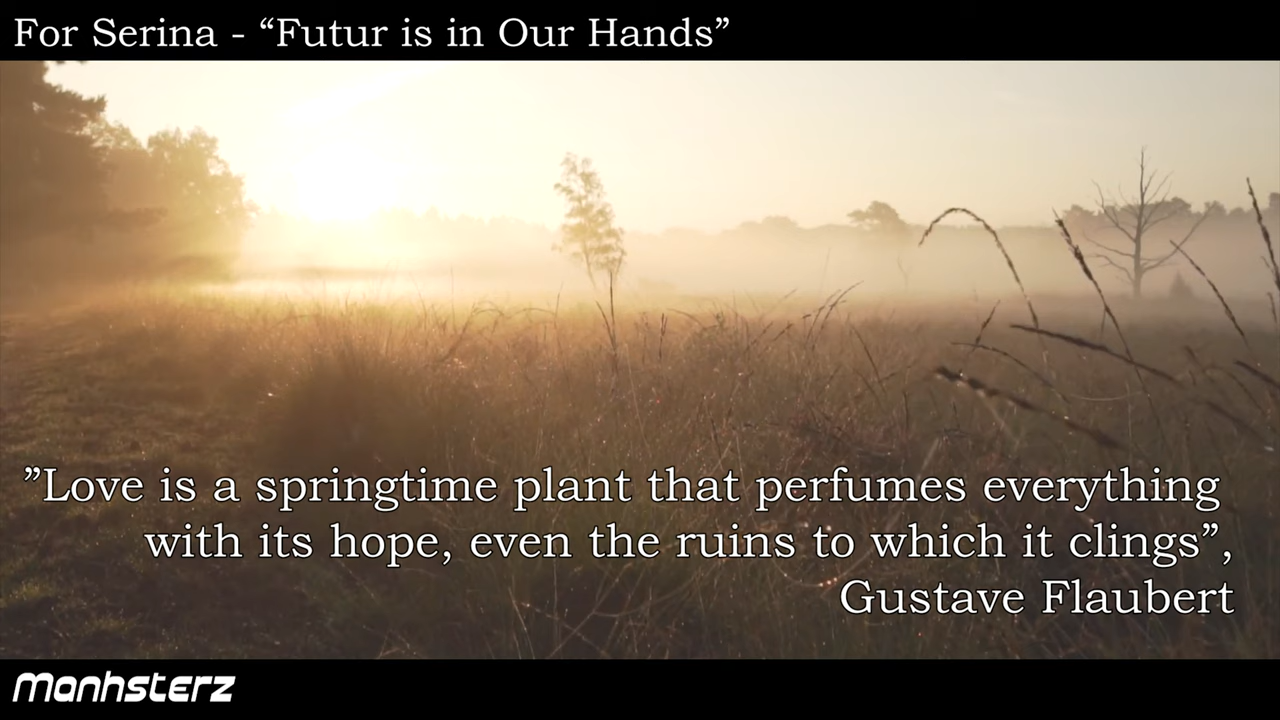 For Serina - “Futur is in Our Hands”
”Love is a springtime plant that perfumes everything
with its hope, even the ruins to which it clings”,
Gustave Flaubert
Manhsterz